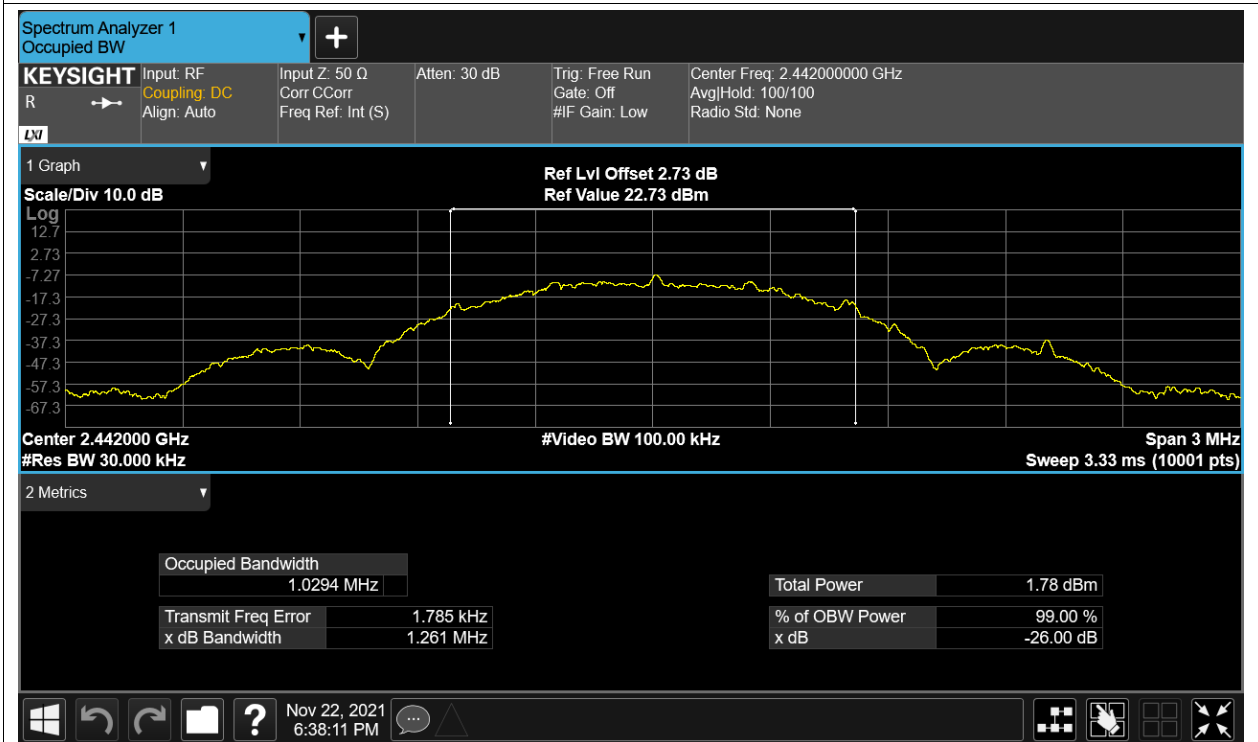 Spectrum Analyzer 1
Occupied BW
KEYSIGHT
R
LXI
Input: RF
Coupling: DC
Align: Auto
Input Z: 50 Ω
Corr CCorr
Freq Ref: Int (S)
Atten: 30 dB
Trig: Free Run
Gate: Off
#IF Gain: Low
Center Freq: 2.442000000 GHz
Avg|Hold: 100/100
Radio Std: None
1 Graph
Scale/Div 10.0 dB
Ref Lvl Offset 2.73 dB
Ref Value 22.73 dBm
Log
12.7
2.73
-7.27
-17.3
-27.3
-37.3
-47.3
-57.3
-67.3
Center 2.442000 GHz
#Video BW 100.00 kHz
Span 3 MHz
#Res BW 30.000 kHz
Sweep 3.33 ms (10001 pts)
2 Metrics
Occupied Bandwidth
1.0294 MHz
Total Power 1.78 dBm
Transmit Freq Error 1.785 kHz
% of OBW Power 99.00 %
x dB Bandwidth 1.261 MHz
x dB -26.00 dB
?
Nov 22, 2021
6:38:11 PM